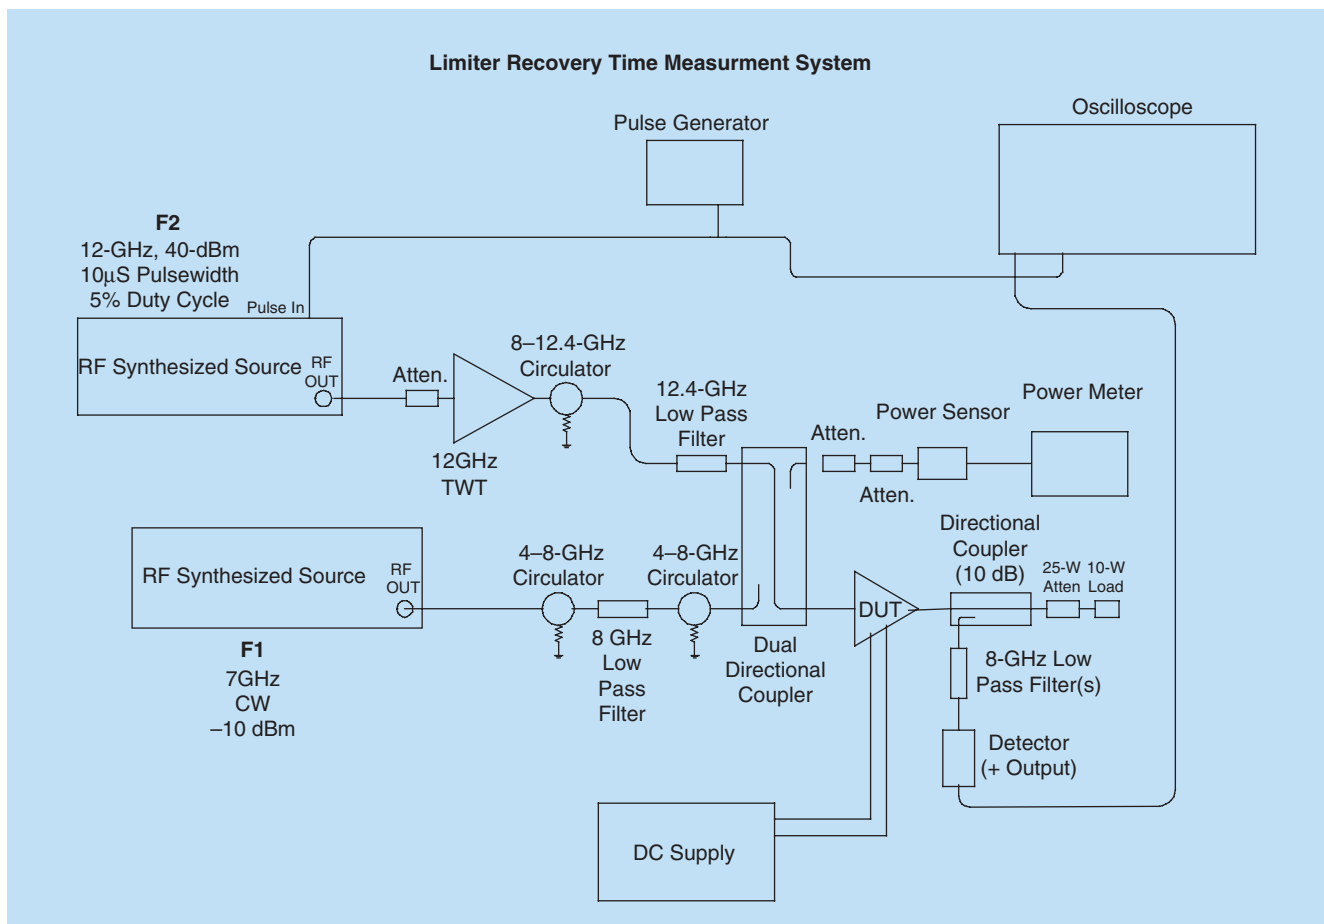 Limiter Recovery Time Measurment System
Pulse Generator
Oscilloscope
F2
12-GHz, 40-dBm
10μS Pulsewidth
5% Duty Cycle
Pulse In
RF Synthesized Source
RF
OUT
Atten.
8–12.4-GHz
Circulator
12GHz
TWT
12.4-GHz
Low Pass
Filter
Atten.
Atten.
Power Sensor
Power Meter
RF Synthesized Source
RF
OUT
F1
7GHz
CW
–10 dBm
4–8-GHz
Circulator
8 GHz
Low
Pass
Filter
4–8-GHz
Circulator
Dual
Directional
Coupler
DUT
Directional
Coupler
(10 dB)
25-W
Atten
10-W
Load
8-GHz Low
Pass Filter(s)
Detector
(+ Output)
DC Supply